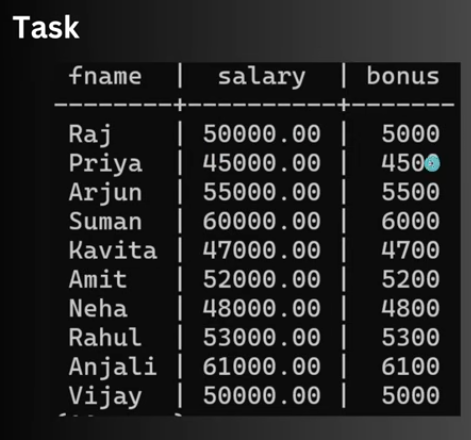 Task
fname | salary | bonus
--------+----------+-------
Raj | 50000.00 | 5000
Priya | 45000.00 | 4500
Arjun | 55000.00 | 5500
Suman | 60000.00 | 6000
Kavita | 47000.00 | 4700
Amit | 52000.00 | 5200
Neha | 48000.00 | 4800
Rahul | 53000.00 | 5300
Anjali | 61000.00 | 6100
Vijay | 50000.00 | 5000